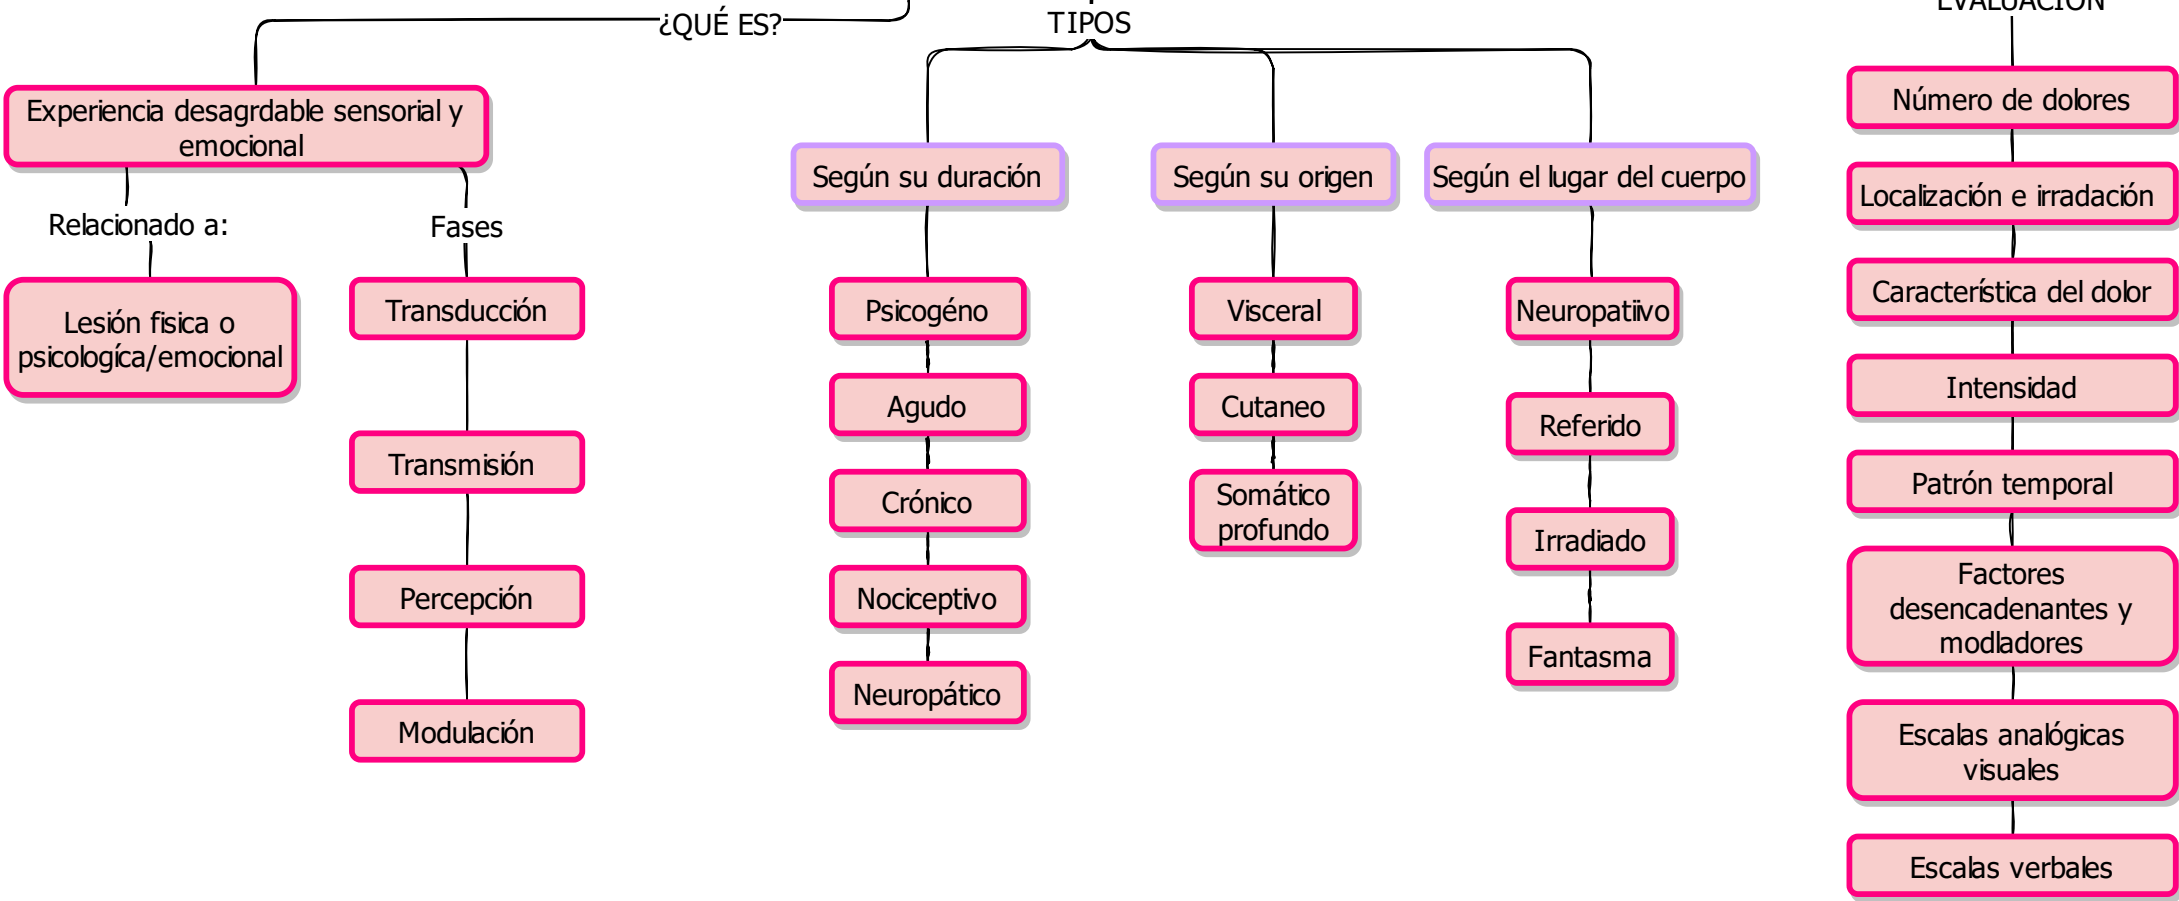 ¿QUÉ ES?
Experiencia desagrdable sensorial y
emocional
Relacionado a:
Lesión fisica o
psicologíca/emocional
Fases
Transducción
Transmisión
Percepción
Modulación
TIPOS
Según su duración
Psicogéno
Agudo
Crónico
Nociceptivo
Neuropático
Según su origen
Visceral
Cutaneo
Somático
profundo
Según el lugar del cuerpo
Neuropatiivo
Referido
Irradiado
Fantasma
EVALUACIÓN
Número de dolores
Localización e irradación
Característica del dolor
Intensidad
Patrón temporal
Factores
desencadenantes y
modladores
Escalas analógicas
visuales
Escalas verbales